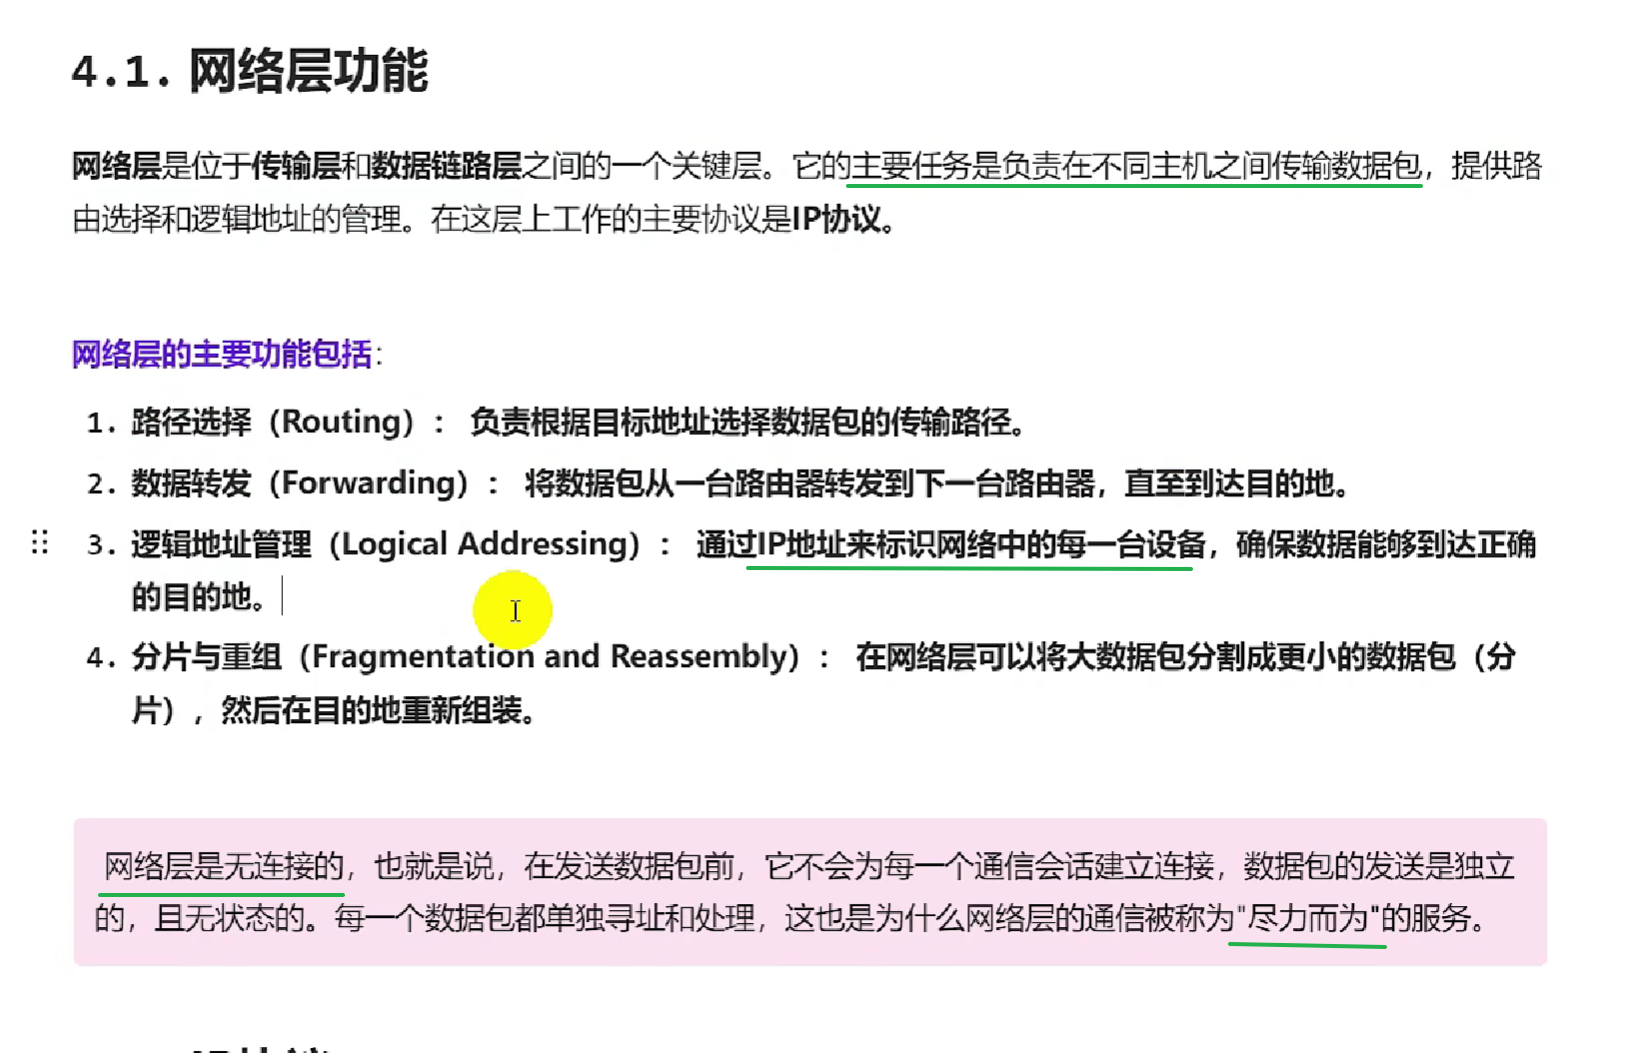 4.1. 网络层功能
网络层是位于传输层和数据链路层之间的一个关键层。它的主要任务是负责在不同主机之间传输数据包，提供路
由选择和逻辑地址的管理。在这层上工作的主要协议是IP协议。
网络层的主要功能包括：
1. 路径选择（Routing）： 负责根据目标地址选择数据包的传输路径。
2. 数据转发（Forwarding）： 将数据包从一台路由器转发到下一台路由器，直至到达目的地。
3. 逻辑地址管理（Logical Addressing）： 通过IP地址来标识网络中的每一台设备，确保数据能够到达正确
的目的地。
4. 分片与重组（Fragmentation and Reassembly）： 在网络层可以将大数据包分割成更小的数据包（分
片），然后在目的地重新组装。
网络层是无连接的，也就是说，在发送数据包前，它不会为每一个通信会话建立连接，数据包的发送是独立
的，且无状态的。每一个数据包都单独寻址和处理，这也是为什么网络层的通信被称为"尽力而为"的服务。